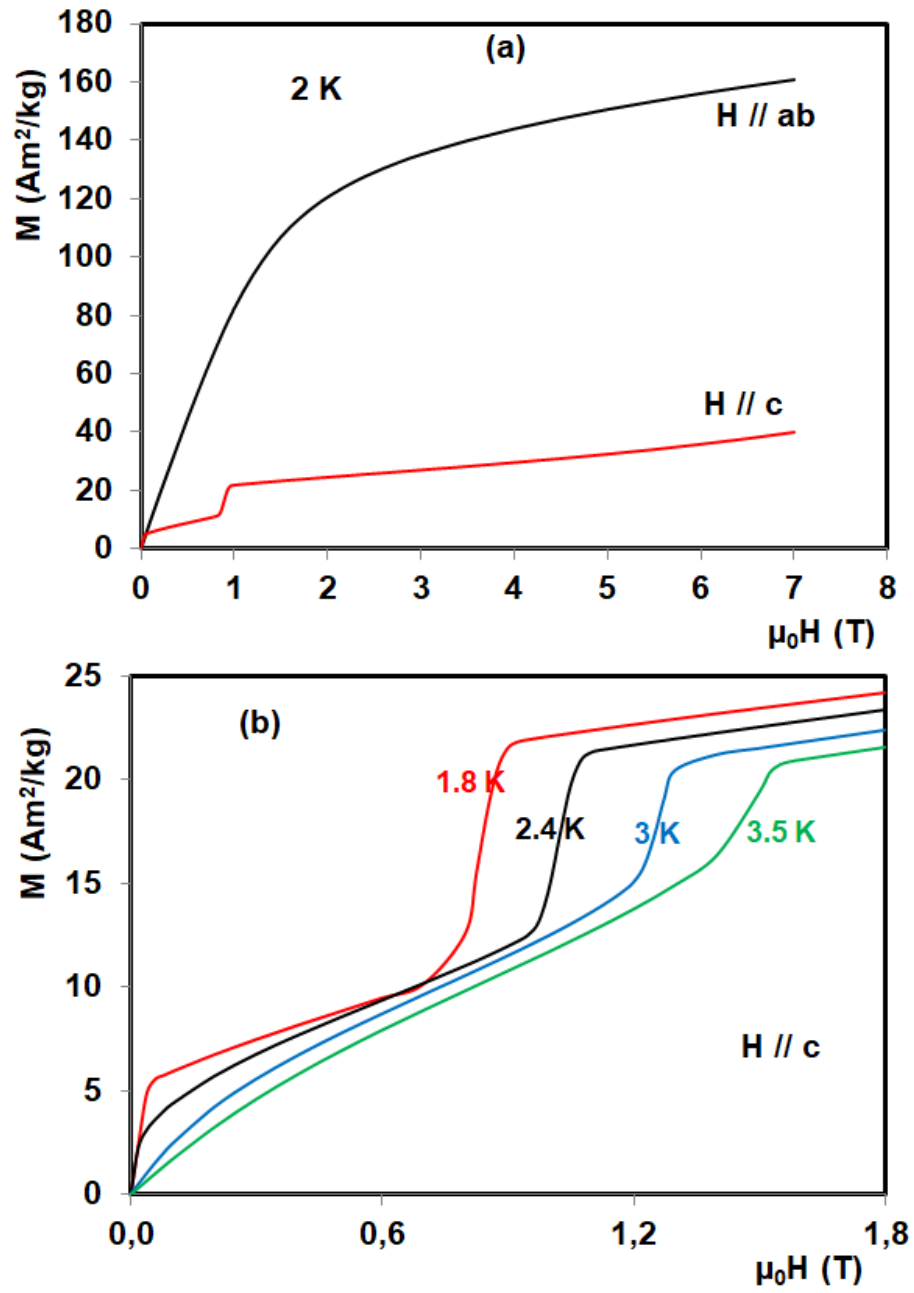 180
(a)
160
2 K
H // ab
140
120
100
80
60
H // c
40
20
0
M (Am²/kg)
0 1 2 3 4 5 6 7 8
µ₀H (T)
25
(b)
20
1.8 K
2.4 K
3 K
3.5 K
15
10
H // c
5
0
M (Am²/kg)
0,0 0,6 1,2 1,8
µ₀H (T)